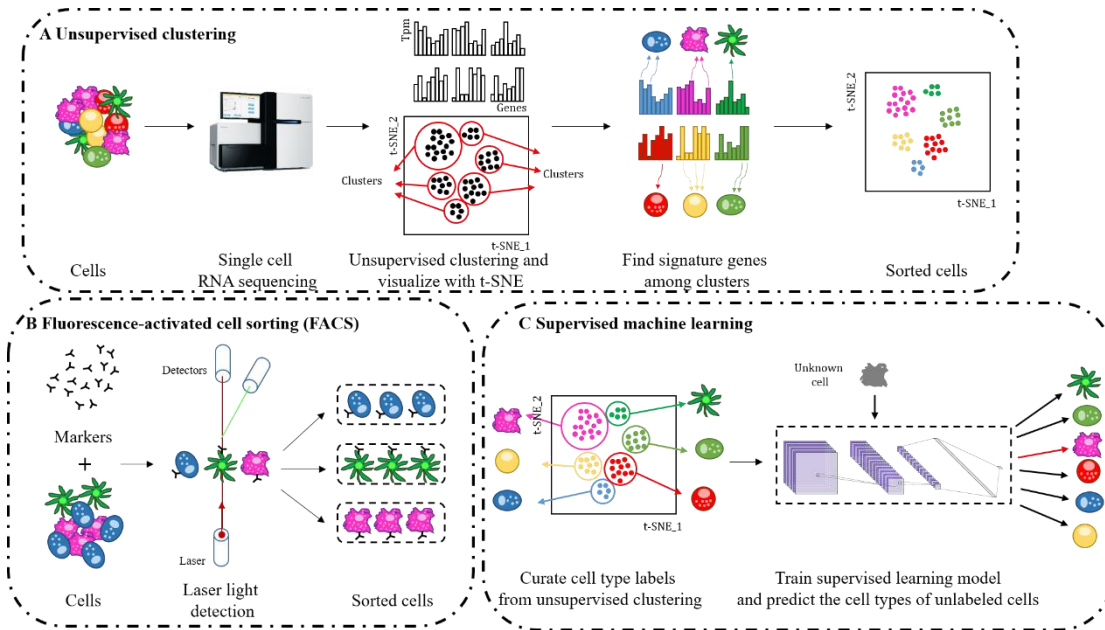 A Unsupervised clustering
Tpm
Genes
t-SNE_2
Clusters
Clusters
t-SNE_1
t-SNE_2
t-SNE_1
Cells
Single cell
RNA sequencing
Unsupervised clustering and
visualize with t-SNE
Find signature genes
among clusters
Sorted cells
B Fluorescence-activated cell sorting (FACS)
Detectors
Markers
+
Laser
Cells
Laser light
detection
Sorted cells
C Supervised machine learning
t-SNE_2
t-SNE_1
Unknown
cell
Curate cell type labels
from unsupervised clustering
Train supervised learning model
and predict the cell types of unlabeled cells